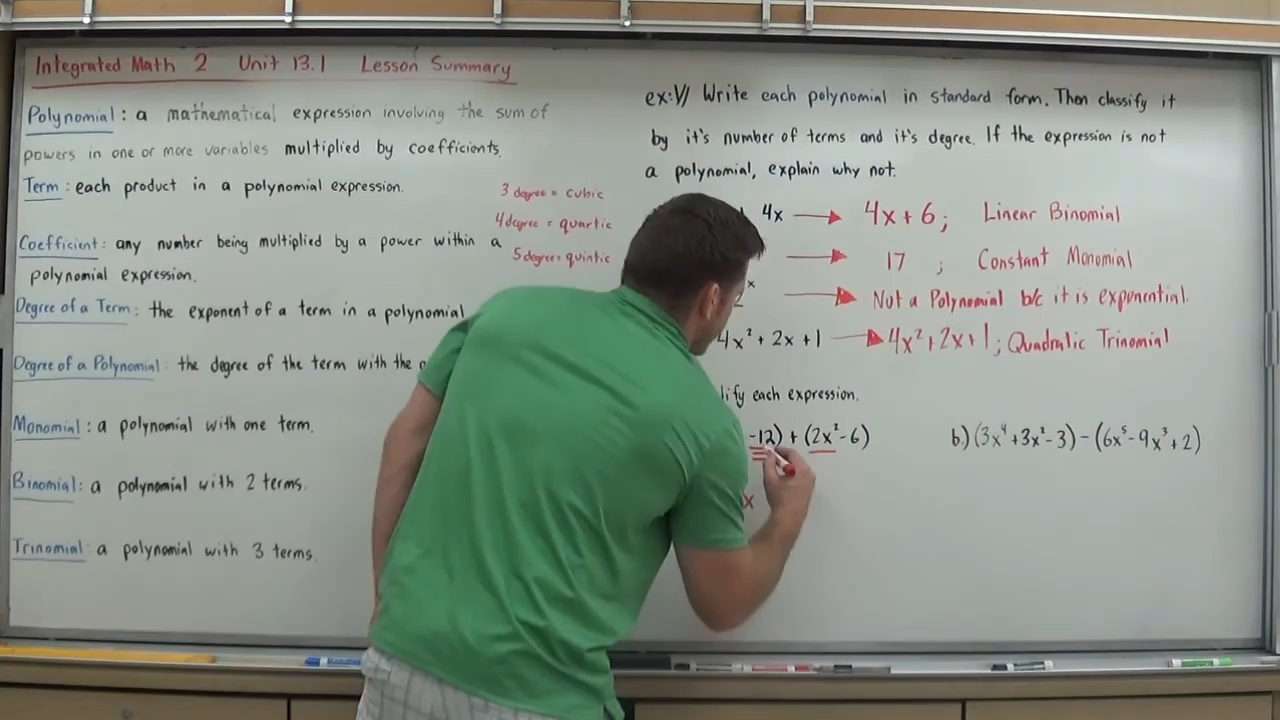 Integrated Math 2 Unit 13.1 Lesson Summary
Polynomial: a mathematical expression involving the sum of
powers in one or more variables multiplied by coefficients.
Term: each product in a polynomial expression.
Coefficient: any number being multiplied by a power within a
polynomial expression.
Degree of a Term: the exponent of a term in a polynomial
Degree of a Polynomial: the degree of the term with the
Monomial: a polynomial with one term.
Binomial: a polynomial with 2 terms.
Trinomial: a polynomial with 3 terms.
3 degree = cubic
4 degree = quartic
5 degree = quintic
ex:1// Write each polynomial in standard form. Then classify it
by it's number of terms and it's degree. If the expression is not
a polynomial, explain why not.
4x → 4x + 6; Linear Binomial
→ 17 ; Constant Monomial
2ˣ → Not a Polynomial b/c it is exponential.
4x² + 2x + 1 → 4x² + 2x + 1; Quadratic Trinomial
each expression.
-12) + (2x² - 6)
x
b.) (3x⁴ + 3x² - 3) - (6x⁵ - 9x³ + 2)